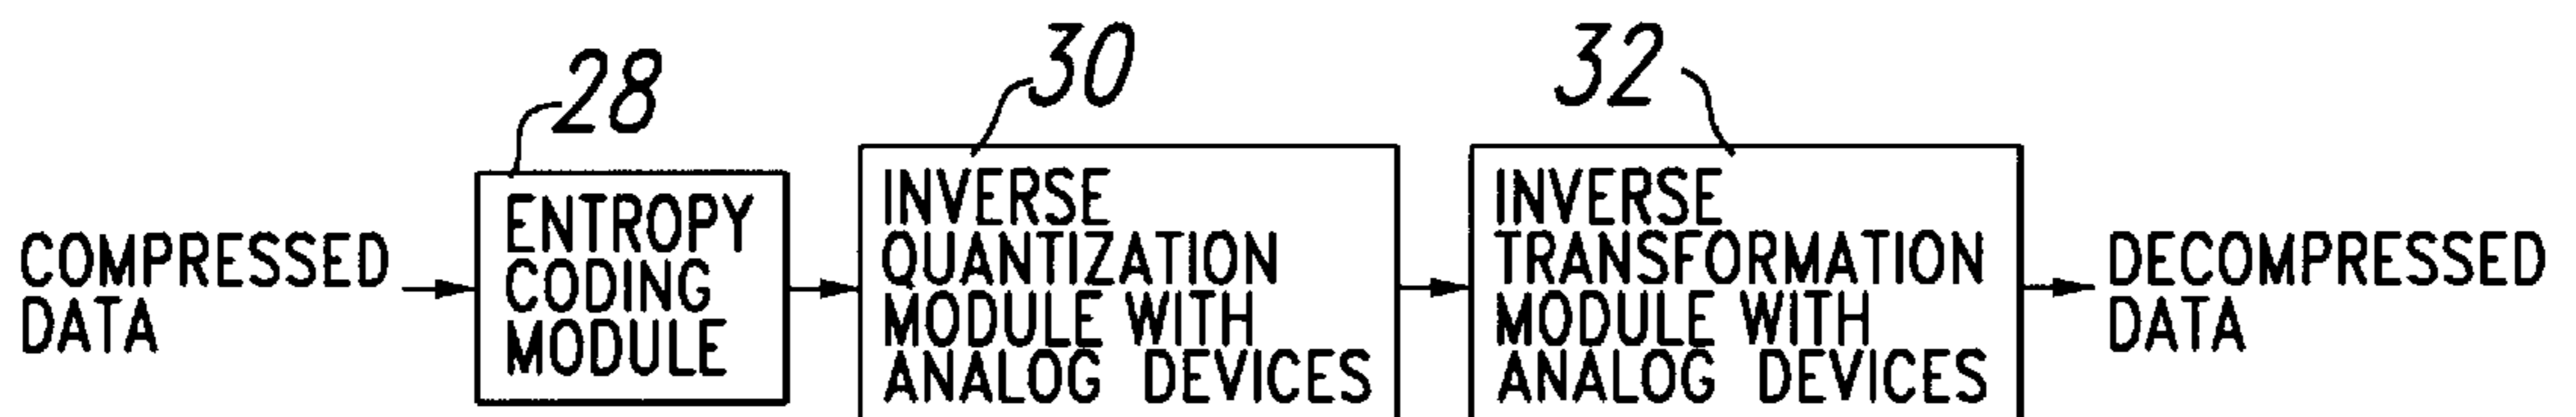 28
30
32
COMPRESSED
DATA
ENTROPY
CODING
MODULE
INVERSE
QUANTIZATION
MODULE WITH
ANALOG DEVICES
INVERSE
TRANSFORMATION
MODULE WITH
ANALOG DEVICES
DECOMPRESSED
DATA